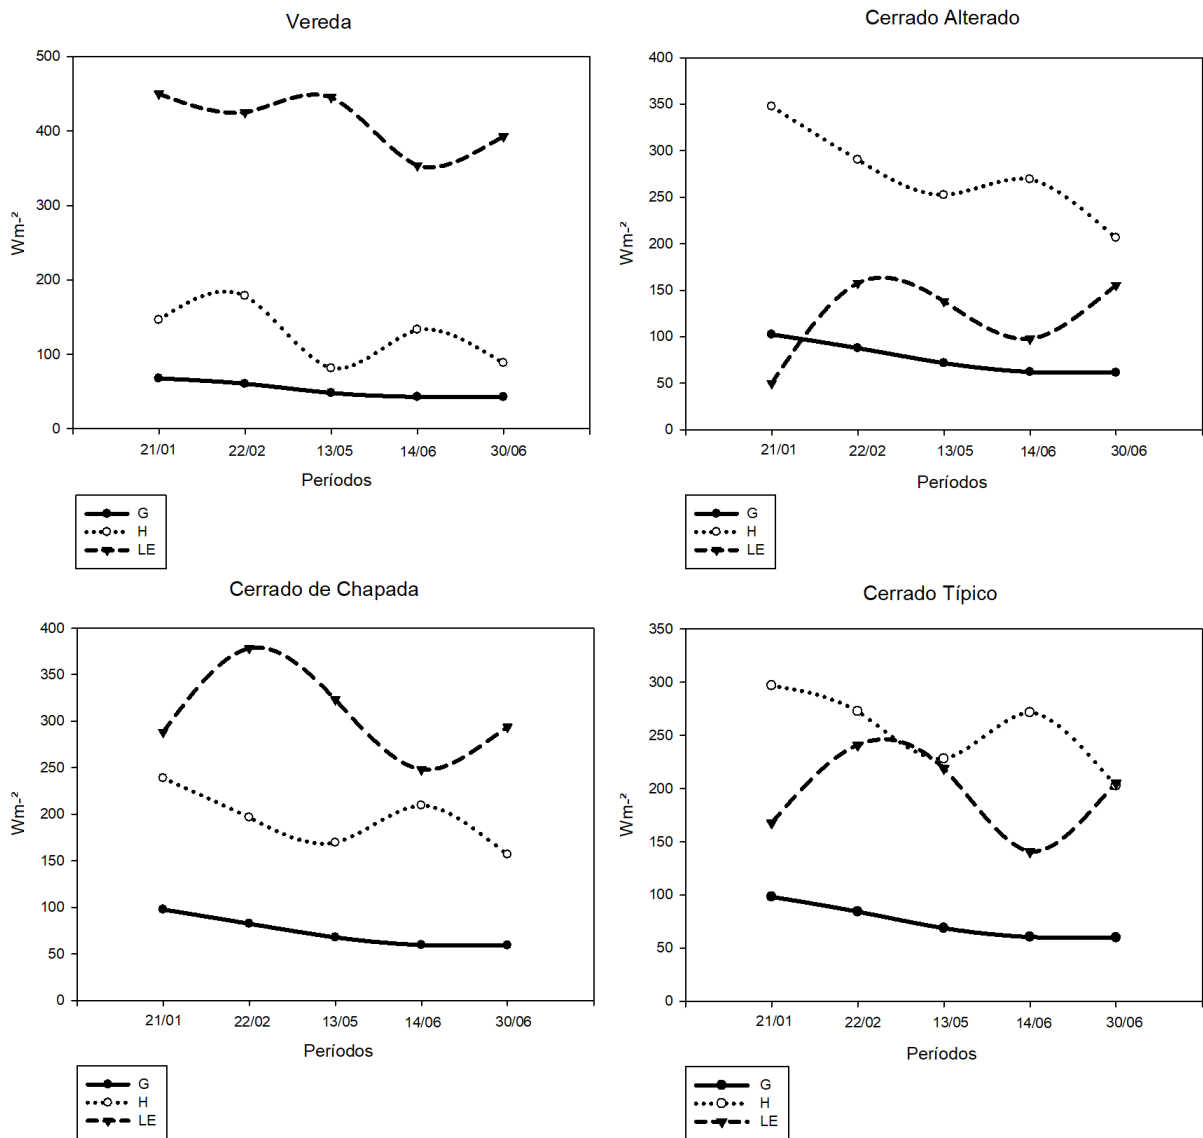 Vereda
500
400
300
200
100
0
Wm-²
21/01 22/02 13/05 14/06 30/06
Períodos
G
H
LE
Cerrado Alterado
400
350
300
250
200
150
100
50
0
Wm-²
21/01 22/02 13/05 14/06 30/06
Períodos
G
H
LE
Cerrado de Chapada
400
350
300
250
200
150
100
50
0
Wm-²
21/01 22/02 13/05 14/06 30/06
Períodos
G
H
LE
Cerrado Típico
350
300
250
200
150
100
50
0
Wm-²
21/01 22/02 13/05 14/06 30/06
Períodos
G
H
LE